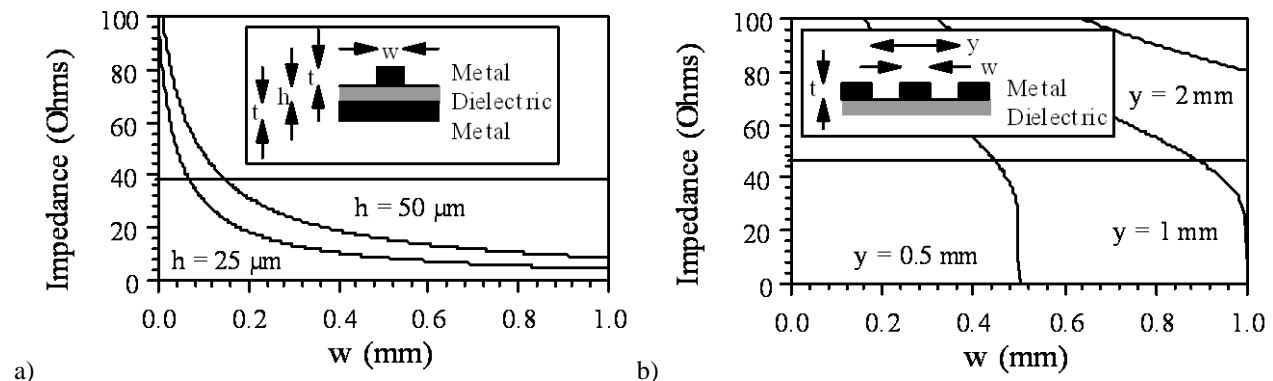 Impedance (Ohms)
100
80
60
40
20
0
w
t
h
t
Metal
Dielectric
Metal
h = 50 µm
h = 25 µm
0.0
0.2
0.4
0.6
0.8
1.0
w (mm)
a)
Impedance (Ohms)
100
80
60
40
20
0
y
w
t
Metal
Dielectric
y = 2 mm
y = 1 mm
y = 0.5 mm
0.0
0.2
0.4
0.6
0.8
1.0
w (mm)
b)